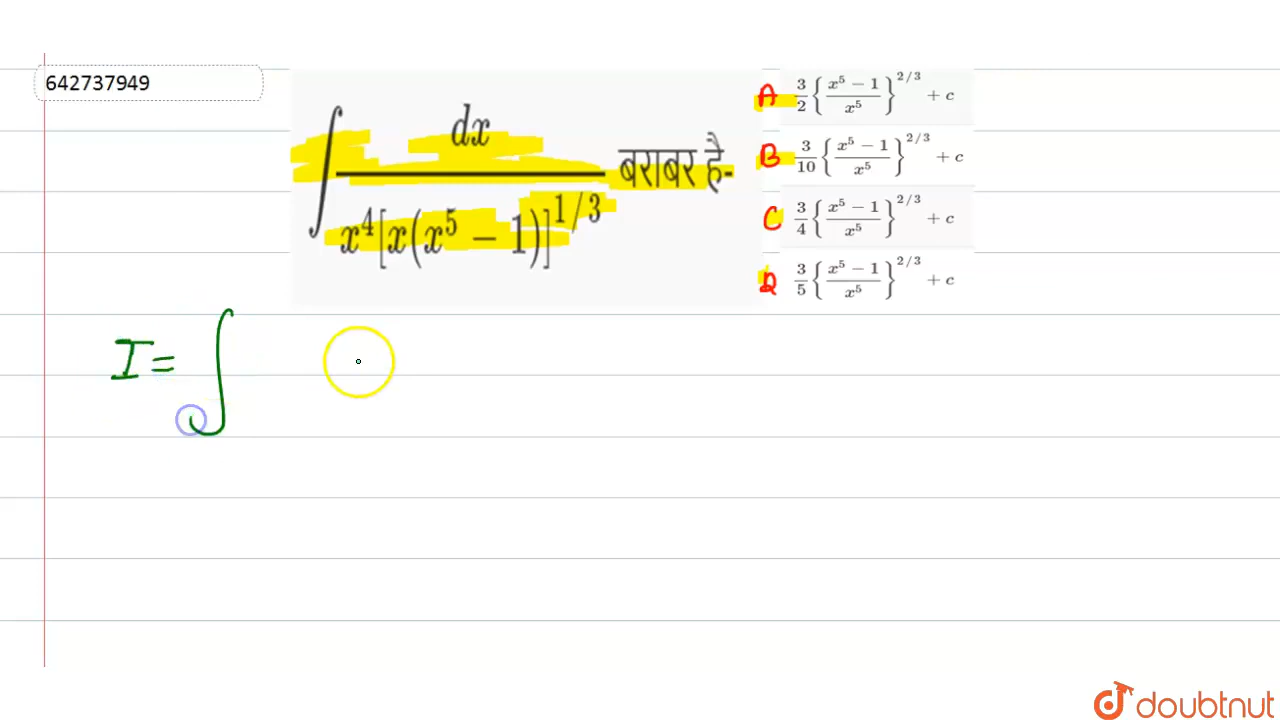 642737949
∫ dx / x⁴[x(x⁵ − 1)]^1/3 बराबर है-
A 3/2 {x⁵ − 1 / x⁵}^2/3 + c
B 3/10 {x⁵ − 1 / x⁵}^2/3 + c
C 3/4 {x⁵ − 1 / x⁵}^2/3 + c
D 3/5 {x⁵ − 1 / x⁵}^2/3 + c
I = ∫
doubtnut